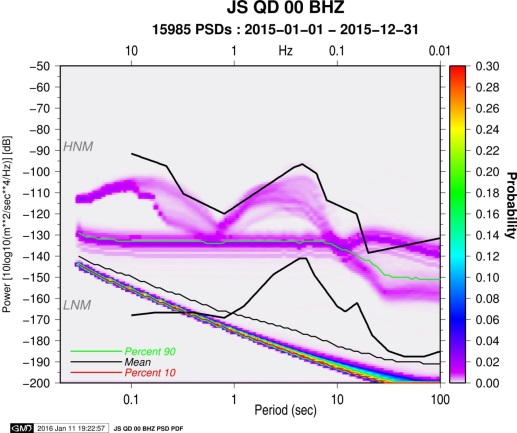 JS QD 00 BHZ
15985 PSDs : 2015-01-01 – 2015-12-31
10 1 Hz 0.1 0.01
Power [10log10(m**2/sec**4/Hz)] [dB]
−50
−60
−70
−80
−90
−100
−110
−120
−130
−140
−150
−160
−170
−180
−190
−200
HNM
LNM
Percent 90
Mean
Percent 10
0.1 1 10 100
Period (sec)
0.30
0.28
0.26
0.24
0.22
0.20
0.18
0.16
0.14
0.12
0.10
0.08
0.06
0.04
0.02
0.00
Probability
GMD 2016 Jan 11 19:22:57 JS QD 00 BHZ PSD PDF